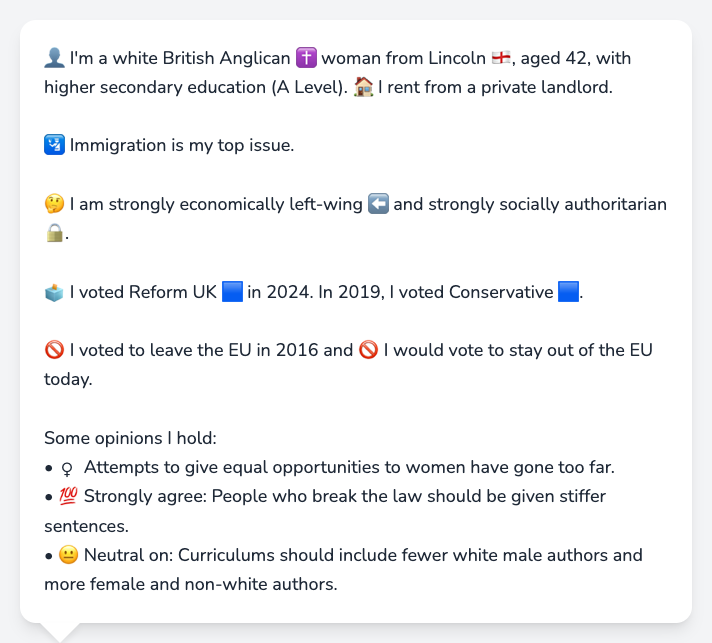 👤 I'm a white British Anglican ✝️ woman from Lincoln 🏴󠁧󠁢󠁥󠁮󠁧󠁿, aged 42, with
higher secondary education (A Level). 🏠 I rent from a private landlord.
🛂 Immigration is my top issue.
🤔 I am strongly economically left-wing ⬅️ and strongly socially authoritarian
🔒.
🗳️ I voted Reform UK 🟦 in 2024. In 2019, I voted Conservative 🟦.
🚫 I voted to leave the EU in 2016 and 🚫 I would vote to stay out of the EU
today.
Some opinions I hold:
• ♀ Attempts to give equal opportunities to women have gone too far.
• 💯 Strongly agree: People who break the law should be given stiffer
sentences.
• 😐 Neutral on: Curriculums should include fewer white male authors and
more female and non-white authors.